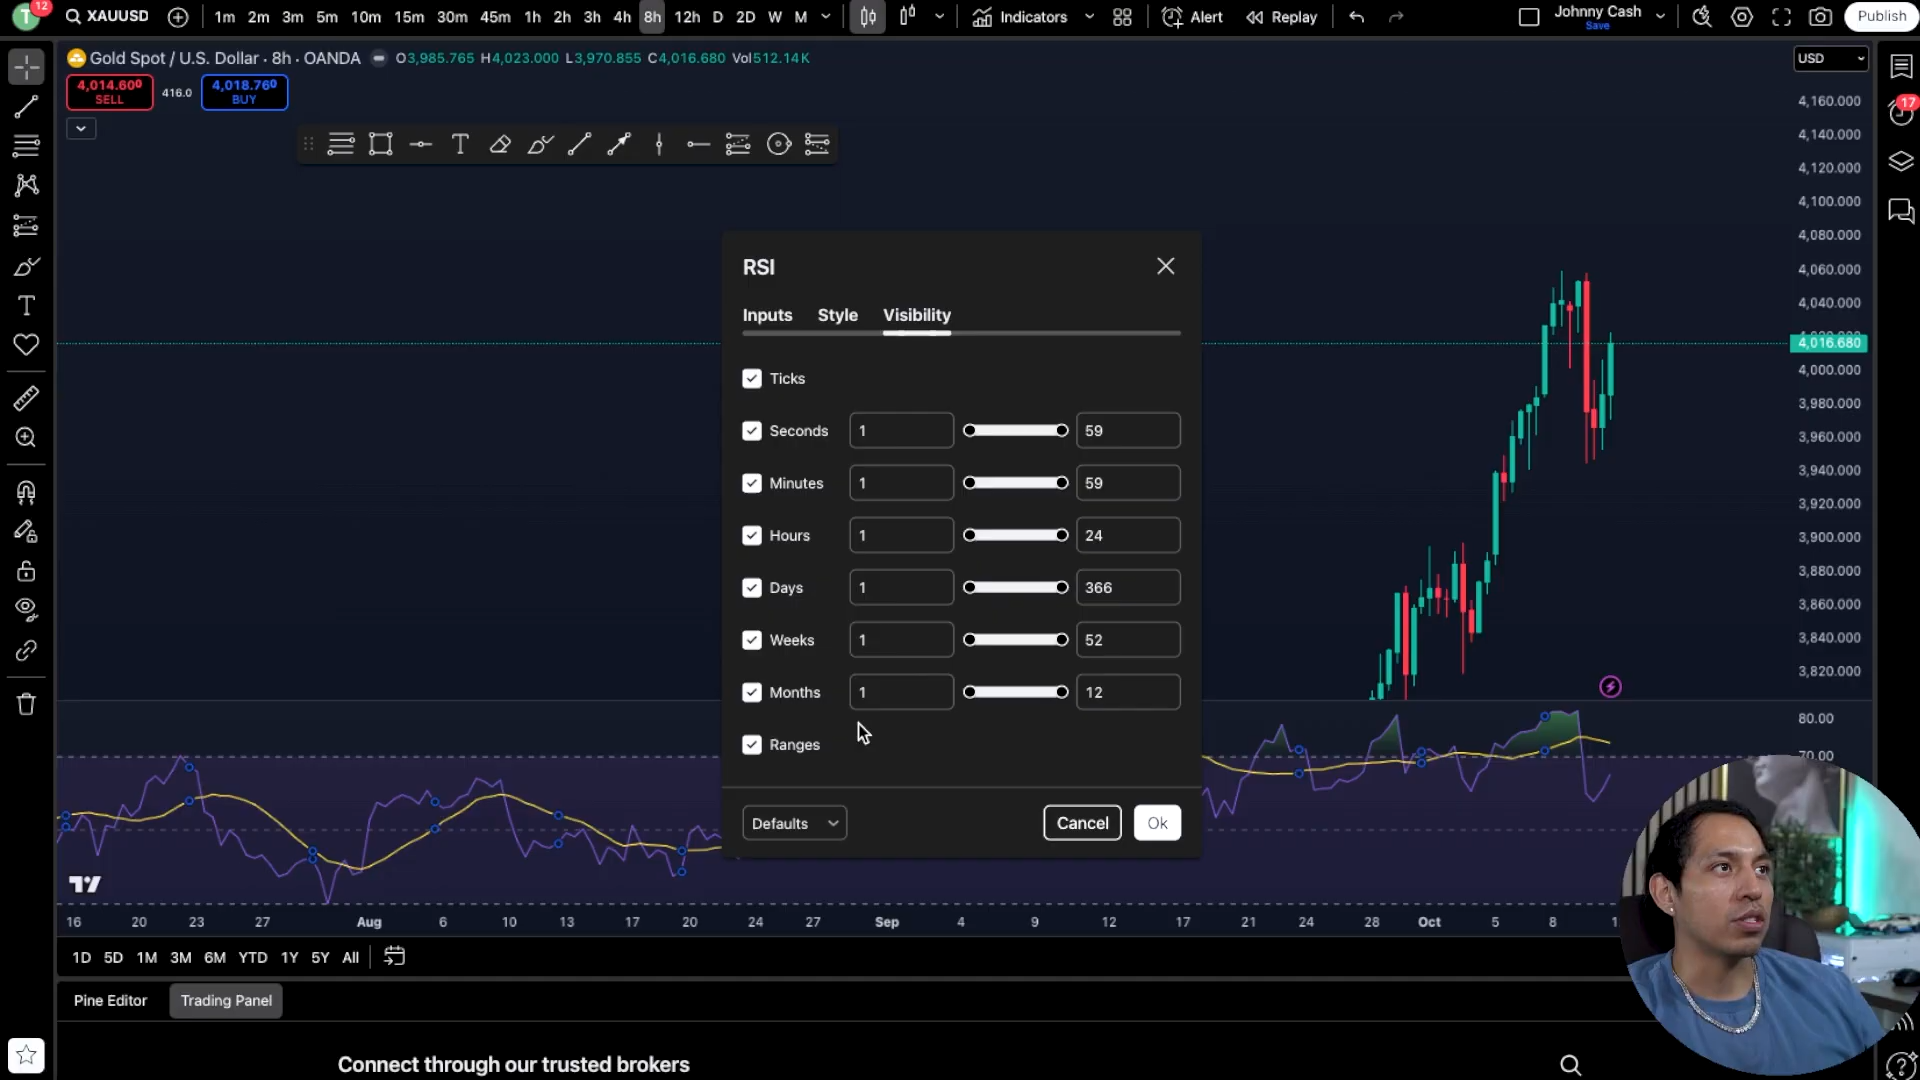 T 12 XAUUSD 1m 2m 3m 5m 10m 15m 30m 45m 1h 2h 3h 4h 8h 12h D 2D W M Indicators Alert Replay Johnny Cash Save Publish
Gold Spot / U.S. Dollar · 8h · OANDA O3,985.765 H4,023.000 L3,970.855 C4,016.680 Vol512.14K USD
4,014.600 SELL 416.0 4,018.760 BUY
17
4,160.000
4,140.000
4,120.000
4,100.000
4,080.000
4,060.000
4,040.000
4,016.680
4,000.000
3,980.000
3,960.000
3,940.000
3,920.000
3,900.000
3,880.000
3,860.000
3,840.000
3,820.000
80.00
70.00
RSI
Inputs Style Visibility
Ticks
Seconds 1 59
Minutes 1 59
Hours 1 24
Days 1 366
Weeks 1 52
Months 1 12
Ranges
Defaults Cancel Ok
16 20 23 27 Aug 6 10 13 17 20 24 27 Sep 4 9 12 17 21 24 28 Oct 5 8
1D 5D 1M 3M 6M YTD 1Y 5Y All
Pine Editor Trading Panel
Connect through our trusted brokers